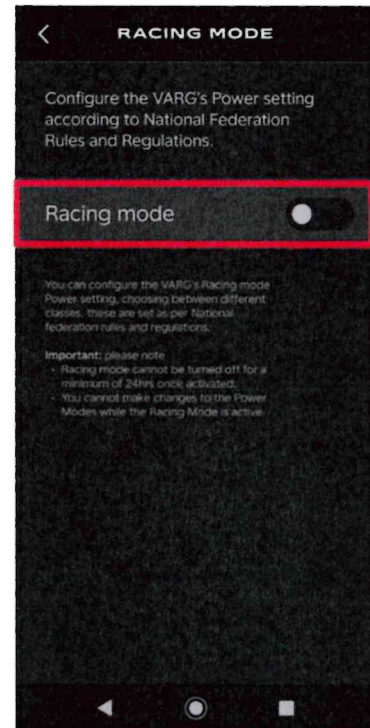 RACING MODE
Configure the VARG's Power setting
according to National Federation
Rules and Regulations.
Racing mode
You can configure the VARG's Racing mode
Power setting, choosing between different
classes, these are set as per National
federation rules and regulations.
Important: please note
- Racing mode cannot be turned off for a
minimum of 24hrs once activated.
- You cannot make changes to the Power
Modes while the Racing Mode is active.